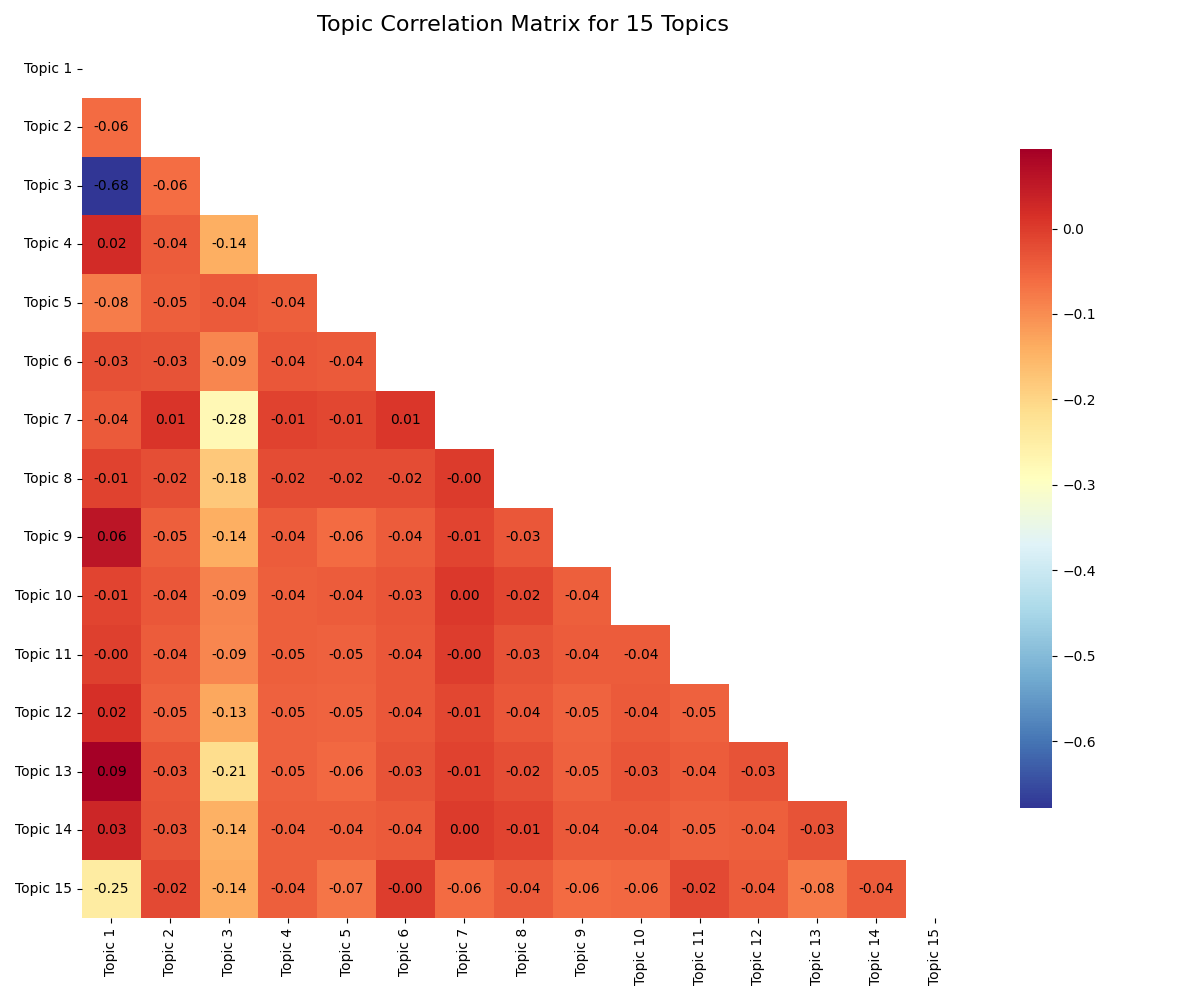 Topic Correlation Matrix for 15 Topics
Topic 1
Topic 2 -0.06
Topic 3 -0.68 -0.06
Topic 4 0.02 -0.04 -0.14
Topic 5 -0.08 -0.05 -0.04 -0.04
Topic 6 -0.03 -0.03 -0.09 -0.04 -0.04
Topic 7 -0.04 0.01 -0.28 -0.01 -0.01 0.01
Topic 8 -0.01 -0.02 -0.18 -0.02 -0.02 -0.02 -0.00
Topic 9 0.06 -0.05 -0.14 -0.04 -0.06 -0.04 -0.01 -0.03
Topic 10 -0.01 -0.04 -0.09 -0.04 -0.04 -0.03 0.00 -0.02 -0.04
Topic 11 -0.00 -0.04 -0.09 -0.05 -0.05 -0.04 -0.00 -0.03 -0.04 -0.04
Topic 12 0.02 -0.05 -0.13 -0.05 -0.05 -0.04 -0.01 -0.04 -0.05 -0.04 -0.05
Topic 13 0.09 -0.03 -0.21 -0.05 -0.06 -0.03 -0.01 -0.02 -0.05 -0.03 -0.04 -0.03
Topic 14 0.03 -0.03 -0.14 -0.04 -0.04 -0.04 0.00 -0.01 -0.04 -0.04 -0.05 -0.04 -0.03
Topic 15 -0.25 -0.02 -0.14 -0.04 -0.07 -0.00 -0.06 -0.04 -0.06 -0.06 -0.02 -0.04 -0.08 -0.04
Topic 1 Topic 2 Topic 3 Topic 4 Topic 5 Topic 6 Topic 7 Topic 8 Topic 9 Topic 10 Topic 11 Topic 12 Topic 13 Topic 14 Topic 15
0.0
−0.1
−0.2
−0.3
−0.4
−0.5
−0.6